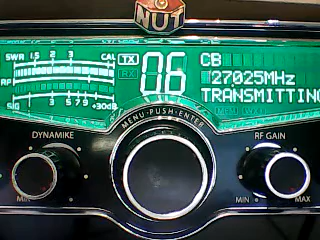 NUT
SWR 1.5 2 3 CAL
TX
06
CB
RX
27025MHz
RF
TRANSMITTING
SIG 1 3 5 7 9 +30dB
MENU-PUSH-ENTER
DYNAMIKE
RF GAIN
MIN
MIN
MAX